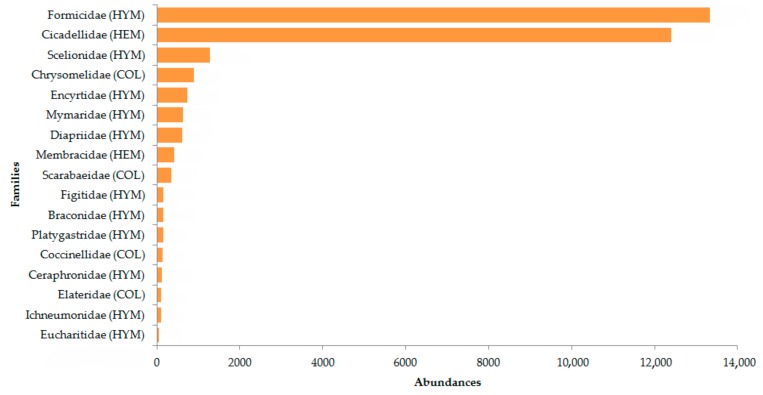 Formicidae (HYM)
Cicadellidae (HEM)
Scelionidae (HYM)
Chrysomelidae (COL)
Encyrtidae (HYM)
Mymaridae (HYM)
Diapriidae (HYM)
Membracidae (HEM)
Scarabaeidae (COL)
Figitidae (HYM)
Braconidae (HYM)
Platygastridae (HYM)
Coccinellidae (COL)
Ceraphronidae (HYM)
Elateridae (COL)
Ichneumonidae (HYM)
Eucharitidae (HYM)
Families
0 2000 4000 6000 8000 10,000 12,000 14,000
Abundances